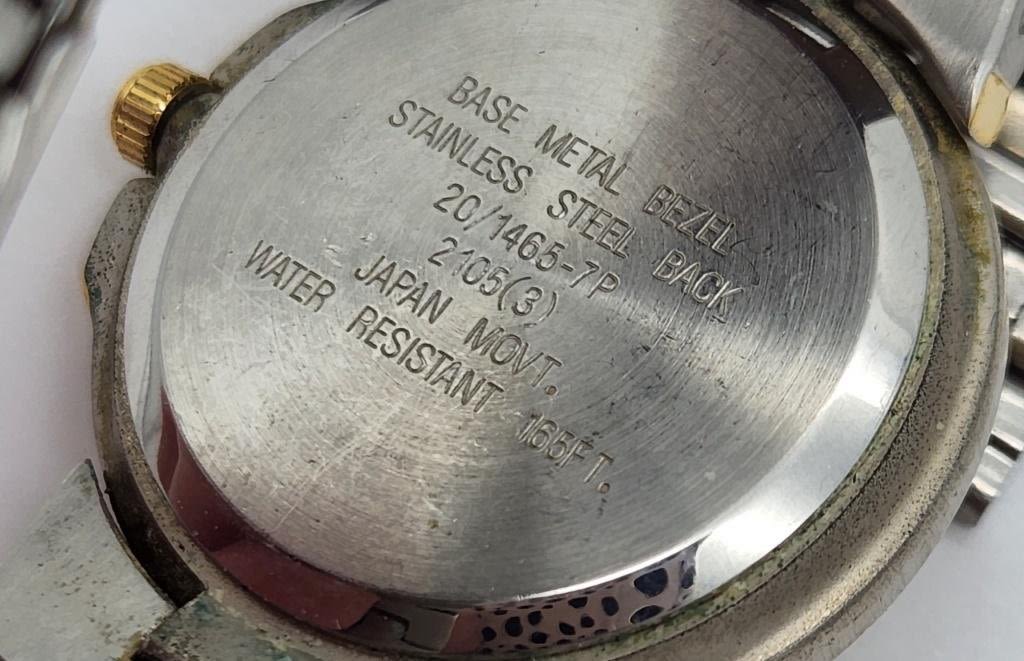 BASE METAL BEZEL
STAINLESS STEEL BACK
20/1465-7P
2105(3)
JAPAN MOVT.
WATER RESISTANT 165FT.